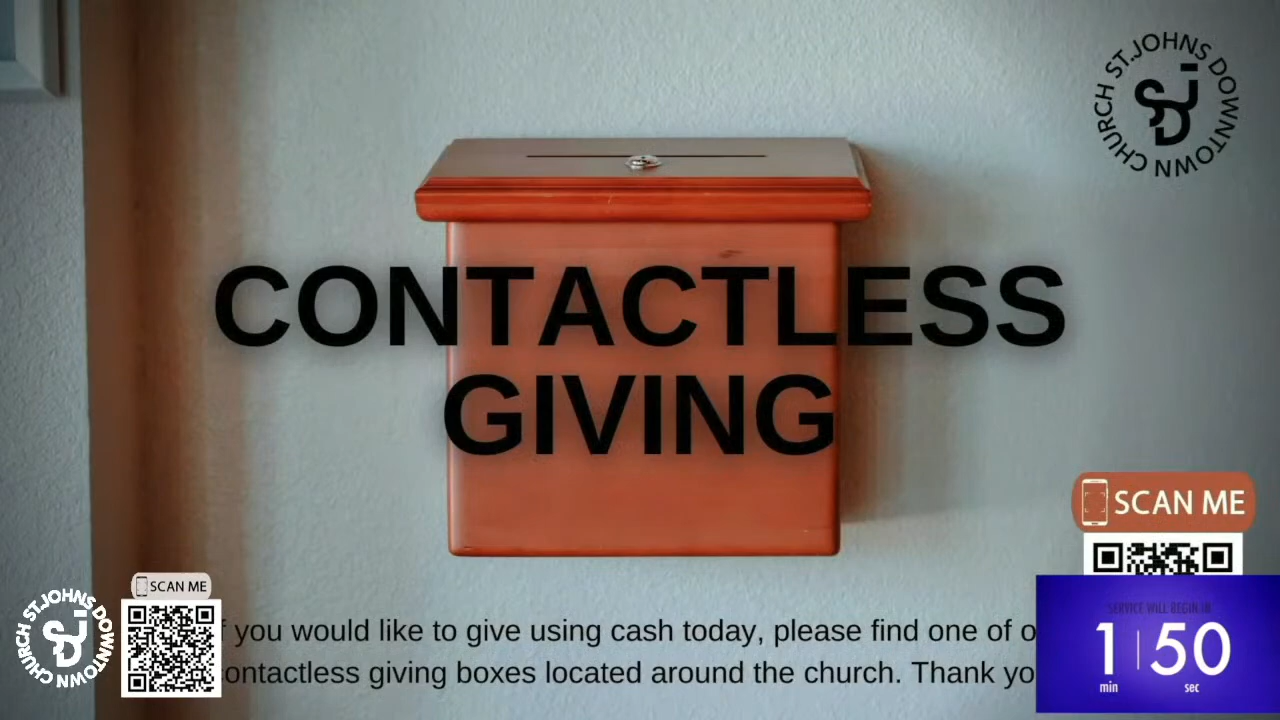 CHURCH ST.JOHNS DOWNTOWN
SJD
CONTACTLESS
GIVING
SCAN ME
SCAN ME
CHURCH ST.JOHNS DOWNTOWN
SJD
f you would like to give using cash today, please find one of o
ontactless giving boxes located around the church. Thank yo
SERVICE WILL BEGIN IN
1 50
min sec